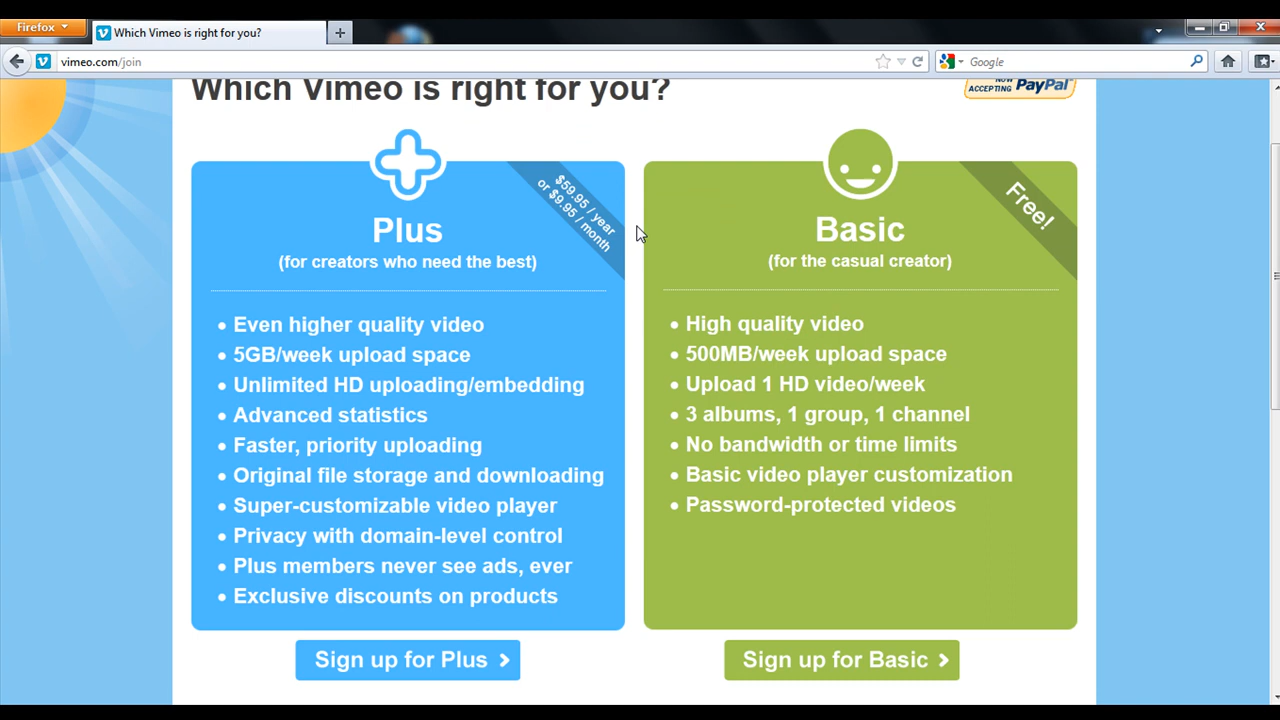 Firefox
Which Vimeo is right for you?
vimeo.com/join
Google
Which Vimeo is right for you?
NOW
ACCEPTING PayPal
$59.95 / year
or $9.95 / month
Plus
(for creators who need the best)
• Even higher quality video
• 5GB/week upload space
• Unlimited HD uploading/embedding
• Advanced statistics
• Faster, priority uploading
• Original file storage and downloading
• Super-customizable video player
• Privacy with domain-level control
• Plus members never see ads, ever
• Exclusive discounts on products
Sign up for Plus
Free!
Basic
(for the casual creator)
• High quality video
• 500MB/week upload space
• Upload 1 HD video/week
• 3 albums, 1 group, 1 channel
• No bandwidth or time limits
• Basic video player customization
• Password-protected videos
Sign up for Basic